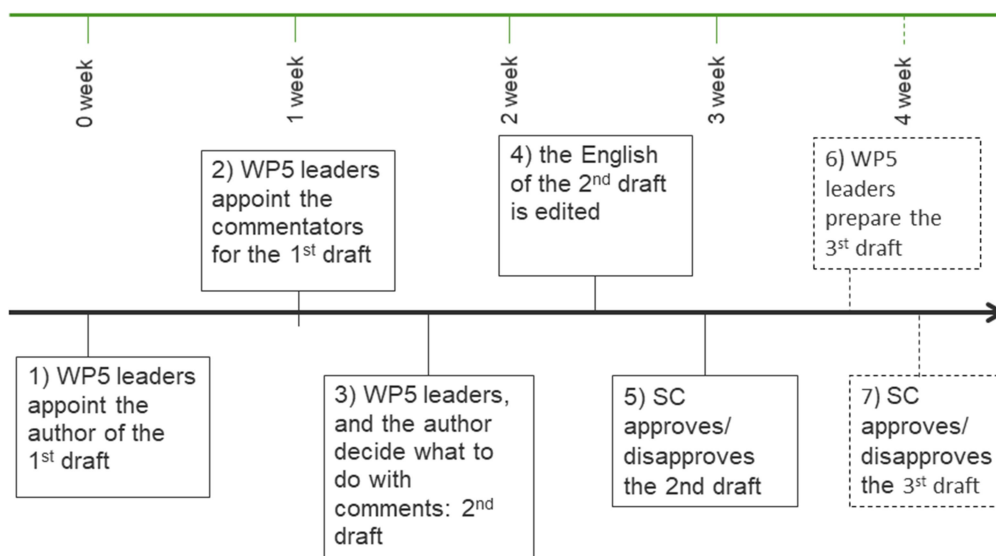 0 week
1 week
2 week
3 week
4 week
2) WP5 leaders
appoint the
commentators
for the 1st draft
4) the English
of the 2nd draft
is edited
6) WP5
leaders
prepare the
3st draft
1) WP5 leaders
appoint the
author of the
1st draft
3) WP5 leaders,
and the author
decide what to
do with
comments: 2nd
draft
5) SC
approves/
disapproves
the 2nd draft
7) SC
approves/
disapproves
the 3st draft